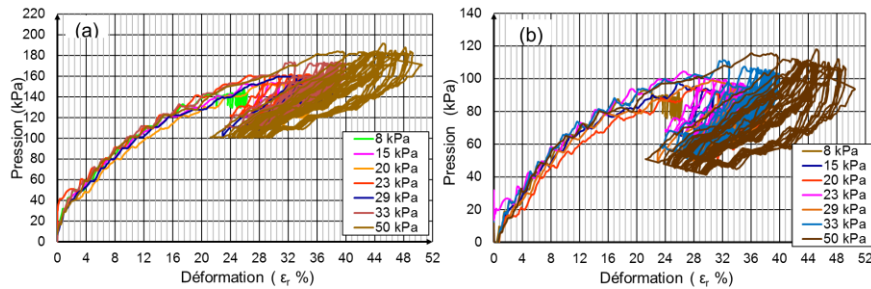 (a)
Pression (kPa)
220
200
180
160
140
120
100
80
60
40
20
0
0 4 8 12 16 20 24 28 32 36 40 44 48 52
Déformation ( εr %)
8 kPa
15 kPa
20 kPa
23 kPa
29 kPa
33 kPa
50 kPa
(b)
Pression (kPa)
140
120
100
80
60
40
20
0
0 4 8 12 16 20 24 28 32 36 40 44 48 52
Déformation ( εr %)
8 kPa
15 kPa
20 kPa
23 kPa
29 kPa
33 kPa
50 kPa